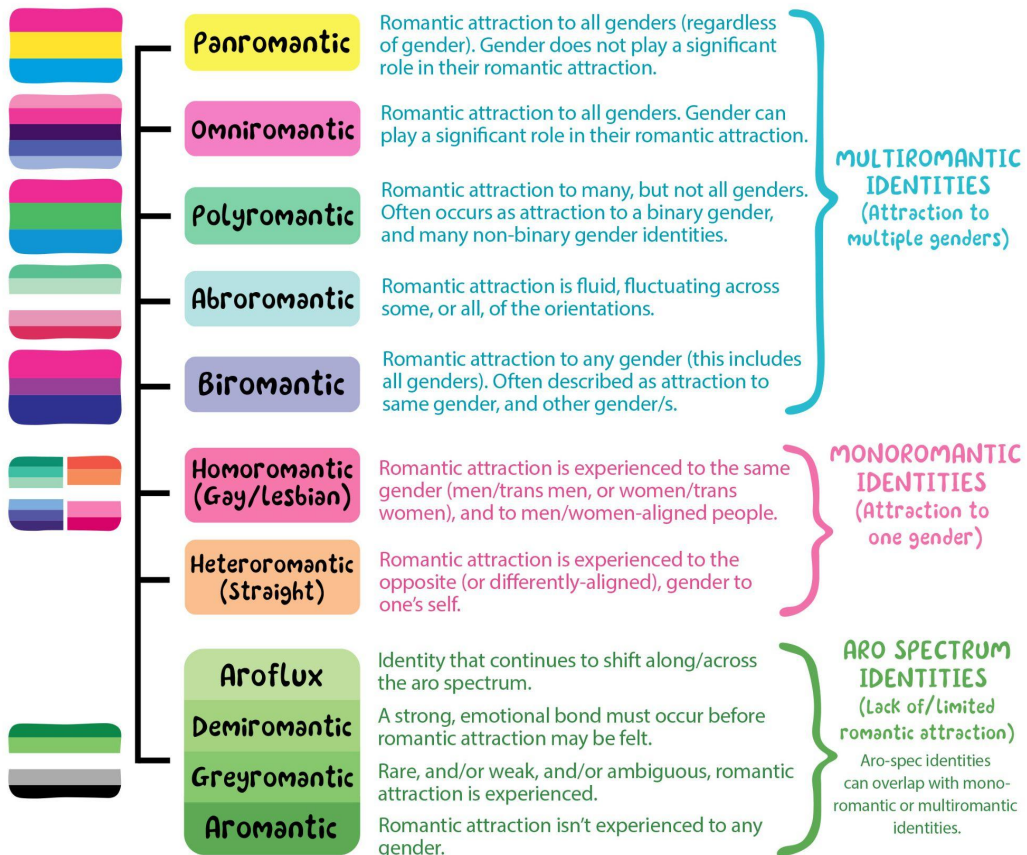 Panromantic
Romantic attraction to all genders (regardless
of gender). Gender does not play a significant
role in their romantic attraction.
Omniromantic
Romantic attraction to all genders. Gender can
play a significant role in their romantic attraction.
Polyromantic
Romantic attraction to many, but not all genders.
Often occurs as attraction to a binary gender,
and many non-binary gender identities.
Abroromantic
Romantic attraction is fluid, fluctuating across
some, or all, of the orientations.
Biromantic
Romantic attraction to any gender (this includes
all genders). Often described as attraction to
same gender, and other gender/s.
MULTIROMANTIC
IDENTITIES
(Attraction to
multiple genders)
Homoromantic
(Gay/lesbian)
Romantic attraction is experienced to the same
gender (men/trans men, or women/trans
women), and to men/women-aligned people.
Heteroromantic
(Straight)
Romantic attraction is experienced to the
opposite (or differently-aligned), gender to
one's self.
MONOROMANTIC
IDENTITIES
(Attraction to
one gender)
Aroflux
Identity that continues to shift along/across
the aro spectrum.
Demiromantic
A strong, emotional bond must occur before
romantic attraction may be felt.
Greyromantic
Rare, and/or weak, and/or ambiguous, romantic
attraction is experienced.
Aromantic
Romantic attraction isn't experienced to any
gender.
ARO SPECTRUM
IDENTITIES
(Lack of/limited
romantic attraction)
Aro-spec identities
can overlap with mono-
romantic or multiromantic
identities.